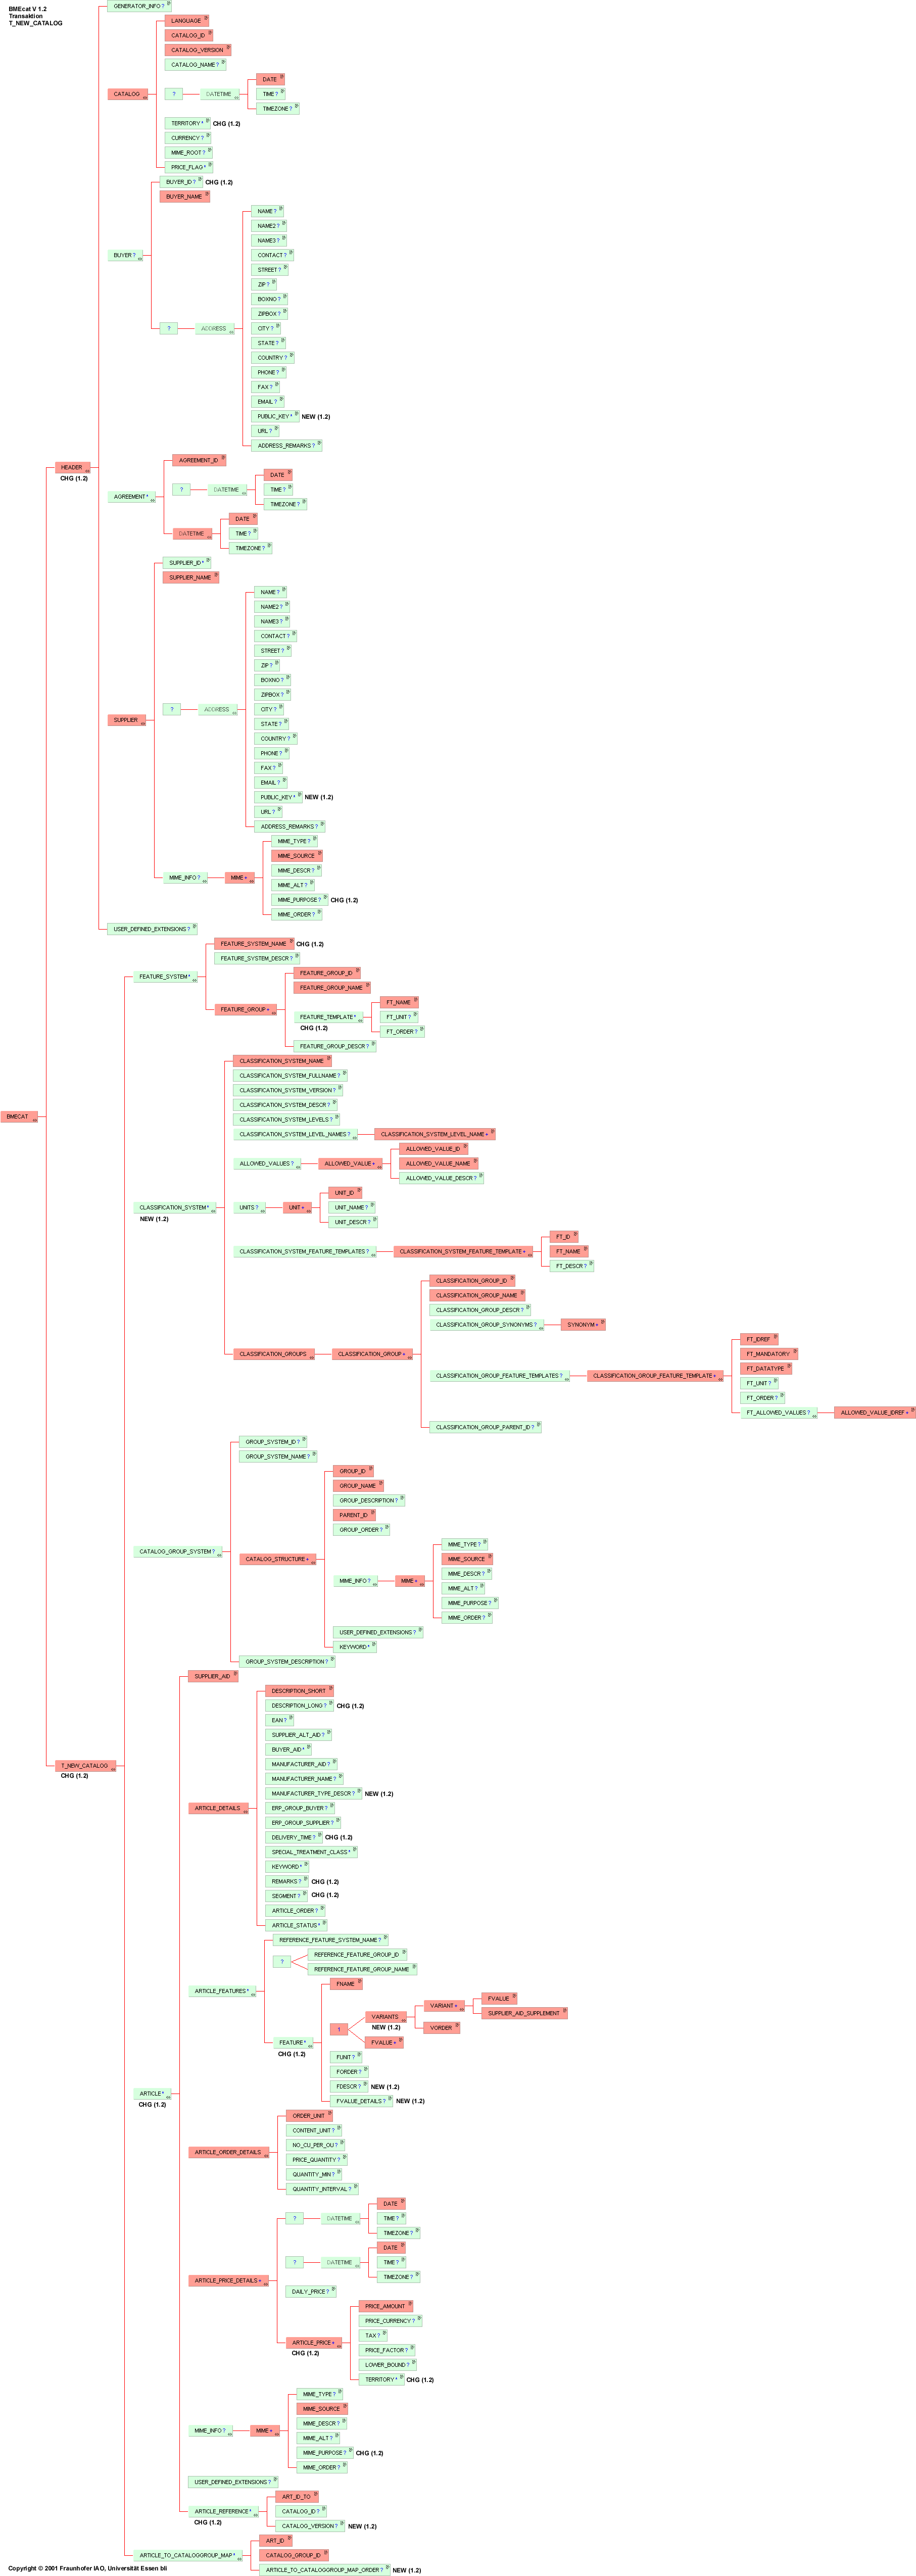 BMEcat V 1.2
Transaktion
T_NEW_CATALOG
GENERATOR_INFO?
LANGUAGE
CATALOG_ID
CATALOG_VERSION
CATALOG_NAME?
CATALOG
? DATETIME
DATE
TIME?
TIMEZONE?
TERRITORY* CHG (1.2)
CURRENCY?
MIME_ROOT?
PRICE_FLAG*
BUYER_ID? CHG (1.2)
BUYER_NAME
BUYER?
? ADDRESS
NAME?
NAME2?
NAME3?
CONTACT?
STREET?
ZIP?
BOXNO?
ZIPBOX?
CITY?
STATE?
COUNTRY?
PHONE?
FAX?
EMAIL?
PUBLIC_KEY* NEW (1.2)
URL?
ADDRESS_REMARKS?
HEADER
CHG (1.2)
AGREEMENT*
AGREEMENT_ID
? DATETIME
DATE
TIME?
TIMEZONE?
DATETIME
DATE
TIME?
TIMEZONE?
SUPPLIER_ID*
SUPPLIER_NAME
SUPPLIER
? ADDRESS
NAME?
NAME2?
NAME3?
CONTACT?
STREET?
ZIP?
BOXNO?
ZIPBOX?
CITY?
STATE?
COUNTRY?
PHONE?
FAX?
EMAIL?
PUBLIC_KEY* NEW (1.2)
URL?
ADDRESS_REMARKS?
MIME_INFO? MIME+
MIME_TYPE?
MIME_SOURCE
MIME_DESCR?
MIME_ALT?
MIME_PURPOSE? CHG (1.2)
MIME_ORDER?
USER_DEFINED_EXTENSIONS?
FEATURE_SYSTEM*
FEATURE_SYSTEM_NAME CHG (1.2)
FEATURE_SYSTEM_DESCR?
FEATURE_GROUP+
FEATURE_GROUP_ID
FEATURE_GROUP_NAME
FEATURE_TEMPLATE*
CHG (1.2)
FT_NAME
FT_UNIT?
FT_ORDER?
FEATURE_GROUP_DESCR?
BMECAT
CLASSIFICATION_SYSTEM*
NEW (1.2)
CLASSIFICATION_SYSTEM_NAME
CLASSIFICATION_SYSTEM_FULLNAME?
CLASSIFICATION_SYSTEM_VERSION?
CLASSIFICATION_SYSTEM_DESCR?
CLASSIFICATION_SYSTEM_LEVELS?
CLASSIFICATION_SYSTEM_LEVEL_NAMES? CLASSIFICATION_SYSTEM_LEVEL_NAME+
ALLOWED_VALUES? ALLOWED_VALUE+
ALLOWED_VALUE_ID
ALLOWED_VALUE_NAME
ALLOWED_VALUE_DESCR?
UNITS? UNIT+
UNIT_ID
UNIT_NAME?
UNIT_DESCR?
CLASSIFICATION_SYSTEM_FEATURE_TEMPLATES? CLASSIFICATION_SYSTEM_FEATURE_TEMPLATE+
FT_ID
FT_NAME
FT_DESCR?
CLASSIFICATION_GROUPS CLASSIFICATION_GROUP+
CLASSIFICATION_GROUP_ID
CLASSIFICATION_GROUP_NAME
CLASSIFICATION_GROUP_DESCR?
CLASSIFICATION_GROUP_SYNONYMS? SYNONYM+
CLASSIFICATION_GROUP_FEATURE_TEMPLATES? CLASSIFICATION_GROUP_FEATURE_TEMPLATE+
FT_IDREF
FT_MANDATORY
FT_DATATYPE
FT_UNIT?
FT_ORDER?
FT_ALLOWED_VALUES? ALLOWED_VALUE_IDREF+
CLASSIFICATION_GROUP_PARENT_ID?
CATALOG_GROUP_SYSTEM?
GROUP_SYSTEM_ID?
GROUP_SYSTEM_NAME?
CATALOG_STRUCTURE+
GROUP_ID
GROUP_NAME
GROUP_DESCRIPTION?
PARENT_ID
GROUP_ORDER?
MIME_INFO? MIME+
MIME_TYPE?
MIME_SOURCE
MIME_DESCR?
MIME_ALT?
MIME_PURPOSE?
MIME_ORDER?
USER_DEFINED_EXTENSIONS?
KEYWORD*
GROUP_SYSTEM_DESCRIPTION?
T_NEW_CATALOG
CHG (1.2)
SUPPLIER_AID
ARTICLE_DETAILS
DESCRIPTION_SHORT
DESCRIPTION_LONG? CHG (1.2)
EAN?
SUPPLIER_ALT_AID?
BUYER_AID*
MANUFACTURER_AID?
MANUFACTURER_NAME?
MANUFACTURER_TYPE_DESCR? NEW (1.2)
ERP_GROUP_BUYER?
ERP_GROUP_SUPPLIER?
DELIVERY_TIME? CHG (1.2)
SPECIAL_TREATMENT_CLASS*
KEYWORD*
REMARKS? CHG (1.2)
SEGMENT? CHG (1.2)
ARTICLE_ORDER?
ARTICLE_STATUS*
ARTICLE_FEATURES*
REFERENCE_FEATURE_SYSTEM_NAME?
?
REFERENCE_FEATURE_GROUP_ID
REFERENCE_FEATURE_GROUP_NAME
FEATURE*
CHG (1.2)
FNAME
1
VARIANTS
NEW (1.2)
VARIANT+
FVALUE
SUPPLIER_AID_SUPPLEMENT
VORDER
FVALUE+
FUNIT?
FORDER?
FDESCR? NEW (1.2)
FVALUE_DETAILS? NEW (1.2)
ARTICLE*
CHG (1.2)
ARTICLE_ORDER_DETAILS
ORDER_UNIT
CONTENT_UNIT?
NO_CU_PER_OU?
PRICE_QUANTITY?
QUANTITY_MIN?
QUANTITY_INTERVAL?
ARTICLE_PRICE_DETAILS+
? DATETIME
DATE
TIME?
TIMEZONE?
? DATETIME
DATE
TIME?
TIMEZONE?
DAILY_PRICE?
ARTICLE_PRICE+
CHG (1.2)
PRICE_AMOUNT
PRICE_CURRENCY?
TAX?
PRICE_FACTOR?
LOWER_BOUND?
TERRITORY* CHG (1.2)
MIME_INFO? MIME+
MIME_TYPE?
MIME_SOURCE
MIME_DESCR?
MIME_ALT?
MIME_PURPOSE? CHG (1.2)
MIME_ORDER?
USER_DEFINED_EXTENSIONS?
ARTICLE_REFERENCE*
CHG (1.2)
ART_ID_TO
CATALOG_ID?
CATALOG_VERSION? NEW (1.2)
ARTICLE_TO_CATALOGGROUP_MAP*
ART_ID
CATALOG_GROUP_ID
ARTICLE_TO_CATALOGGROUP_MAP_ORDER? NEW (1.2)
Copyright © 2001 Fraunhofer IAO, Universität Essen bli